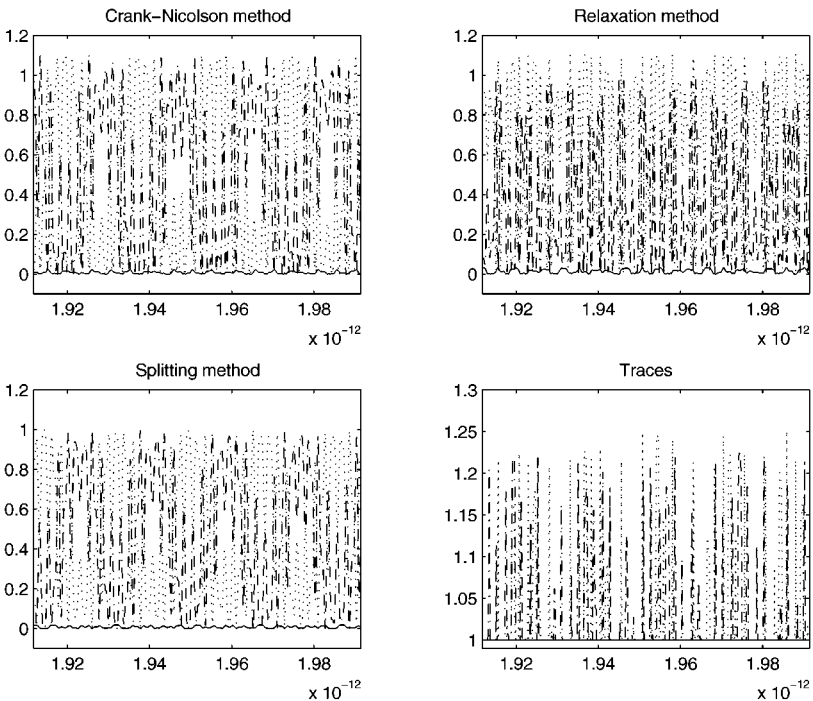 Crank–Nicolson method
1.2
1
0.8
0.6
0.4
0.2
0
1.92 1.94 1.96 1.98
x 10⁻¹²
Relaxation method
1.2
1
0.8
0.6
0.4
0.2
0
1.92 1.94 1.96 1.98
x 10⁻¹²
Splitting method
1.2
1
0.8
0.6
0.4
0.2
0
1.92 1.94 1.96 1.98
x 10⁻¹²
Traces
1.3
1.25
1.2
1.15
1.1
1.05
1
1.92 1.94 1.96 1.98
x 10⁻¹²